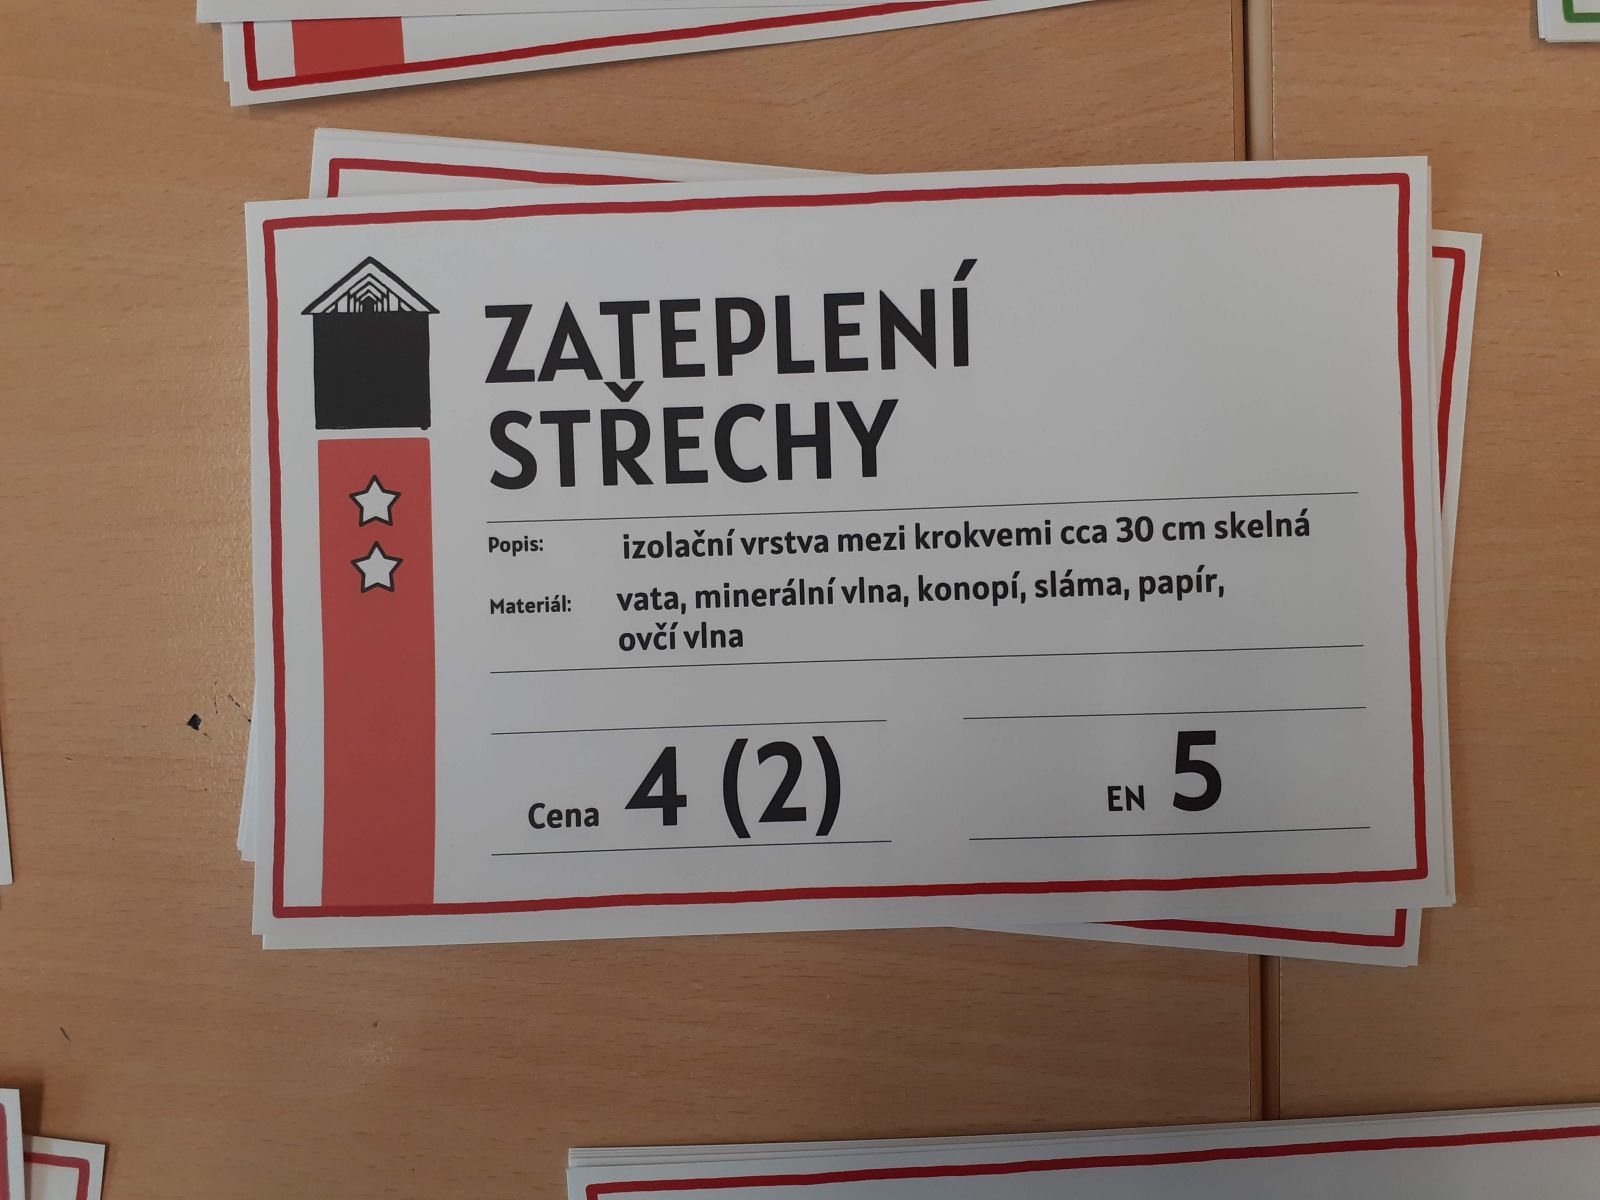 ZATEPLENÍ
STŘECHY
Popis: izolační vrstva mezi krokvemi cca 30 cm skelná
Materiál: vata, minerální vlna, konopí, sláma, papír,
ovčí vlna
Cena 4 (2)
EN 5